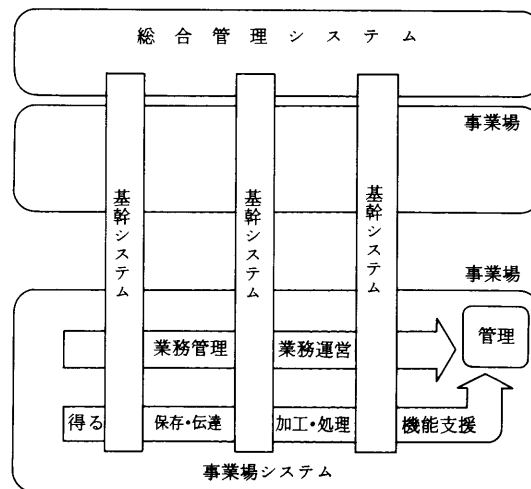 総合管理システム
事業場
基幹システム
基幹システム
基幹システム
事業場
業務管理
業務運営
管理
得る
保存・伝達
加工・処理
機能支援
事業場システム